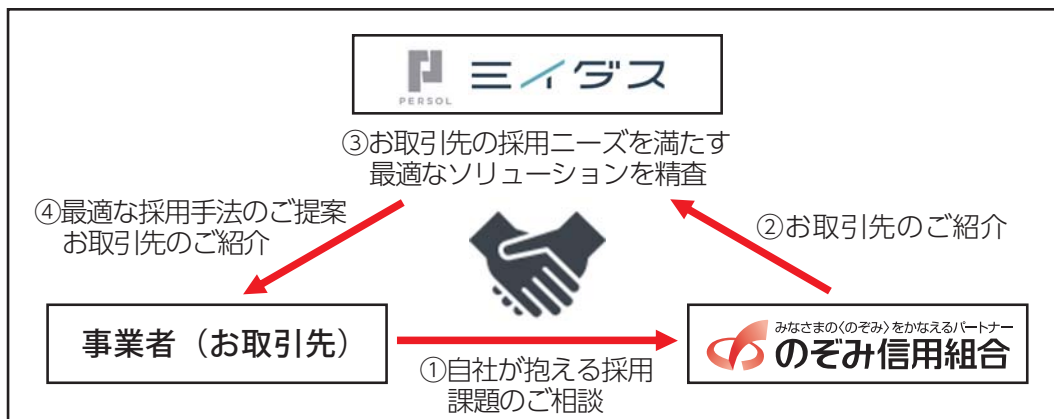 PERSOL
ミイダス
③お取引先の採用ニーズを満たす
最適なソリューションを精査
④最適な採用手法のご提案
お取引先のご紹介
②お取引先のご紹介
事業者（お取引先）
みなさまの〈のぞみ〉をかなえるパートナー
のぞみ信用組合
①自社が抱える採用
課題のご相談